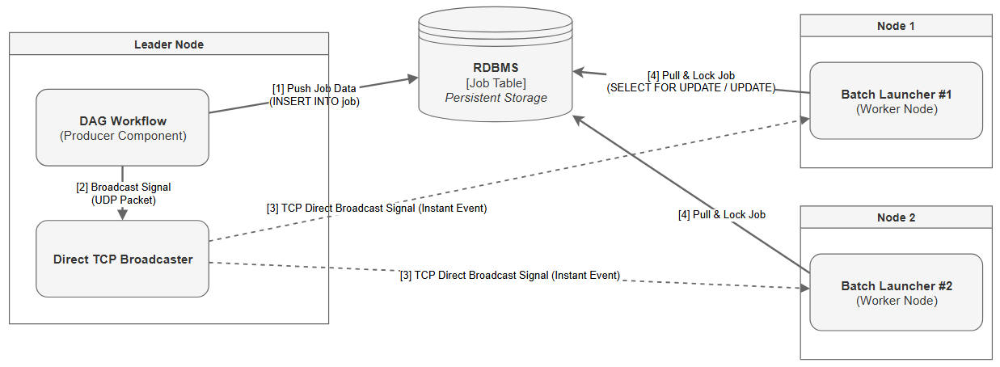 Leader Node
DAG Workflow
(Producer Component)
[1] Push Job Data
(INSERT INTO job)
[2] Broadcast Signal
(UDP Packet)
Direct TCP Broadcaster
RDBMS
[Job Table]
Persistent Storage
[3] TCP Direct Broadcast Signal (Instant Event)
[3] TCP Direct Broadcast Signal (Instant Event)
[4] Pull & Lock Job
(SELECT FOR UPDATE / UPDATE)
[4] Pull & Lock Job
Node 1
Batch Launcher #1
(Worker Node)
Node 2
Batch Launcher #2
(Worker Node)